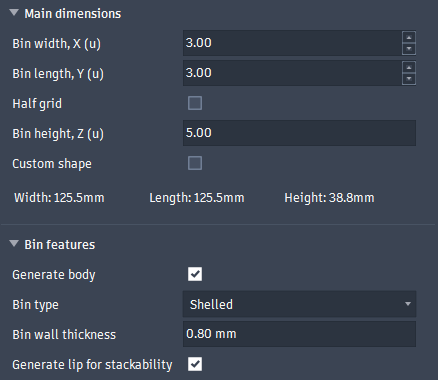 Main dimensions
Bin width, X (u) 3.00
Bin length, Y (u) 3.00
Half grid
Bin height, Z (u) 5.00
Custom shape
Width: 125.5mm Length: 125.5mm Height: 38.8mm
Bin features
Generate body
Bin type Shelled
Bin wall thickness 0.80 mm
Generate lip for stackability